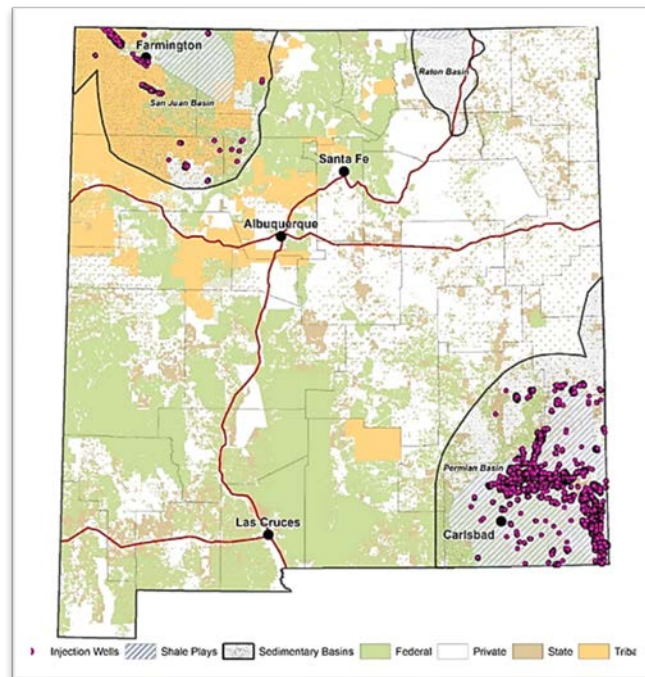 Farmington
San Juan Basin
Raton Basin
Santa Fe
Albuquerque
Permian Basin
Carlsbad
Las Cruces
Injection Wells Shale Plays Sedimentary Basins Federal Private State Triba